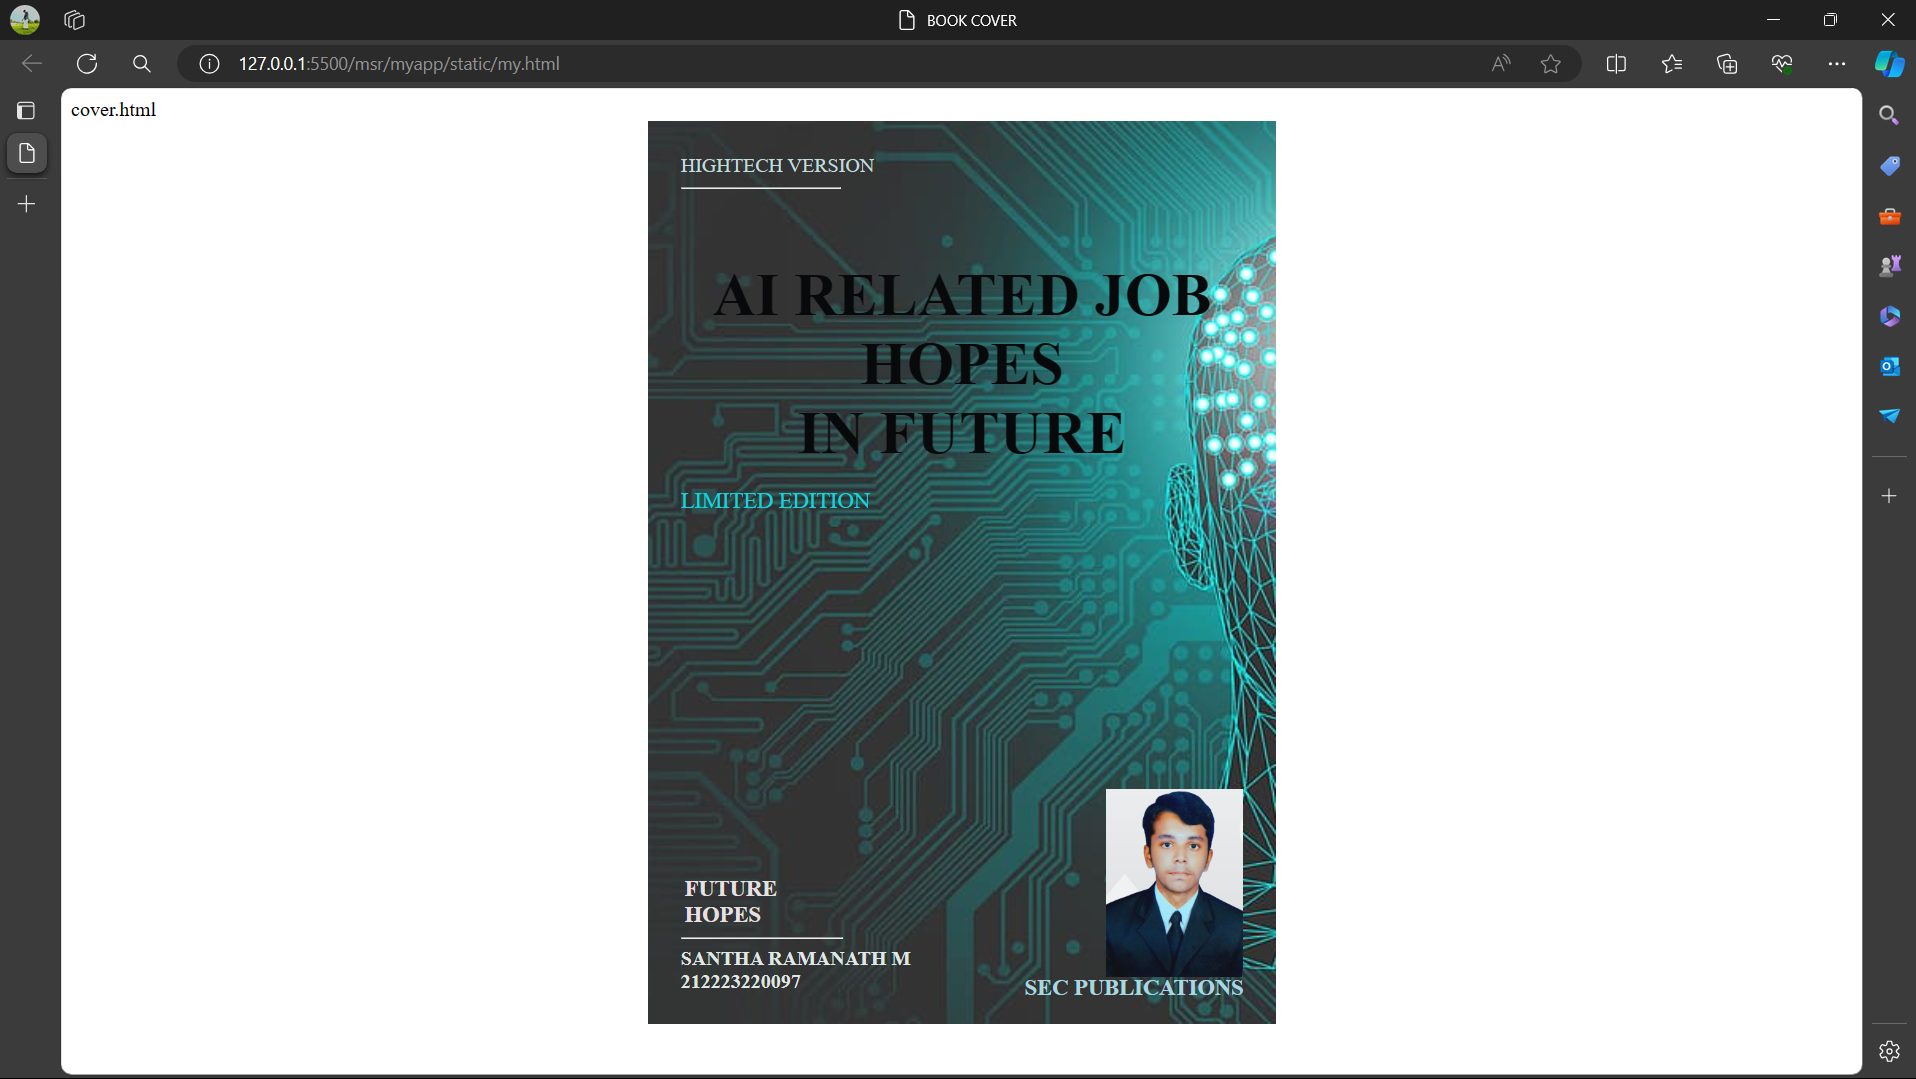 BOOK COVER
127.0.0.1:5500/msr/myapp/static/my.html
cover.html
HIGHTECH VERSION
AI RELATED JOB
HOPES
IN FUTURE
LIMITED EDITION
FUTURE
HOPES
SANTHA RAMANATH M
212223220097
SEC PUBLICATIONS